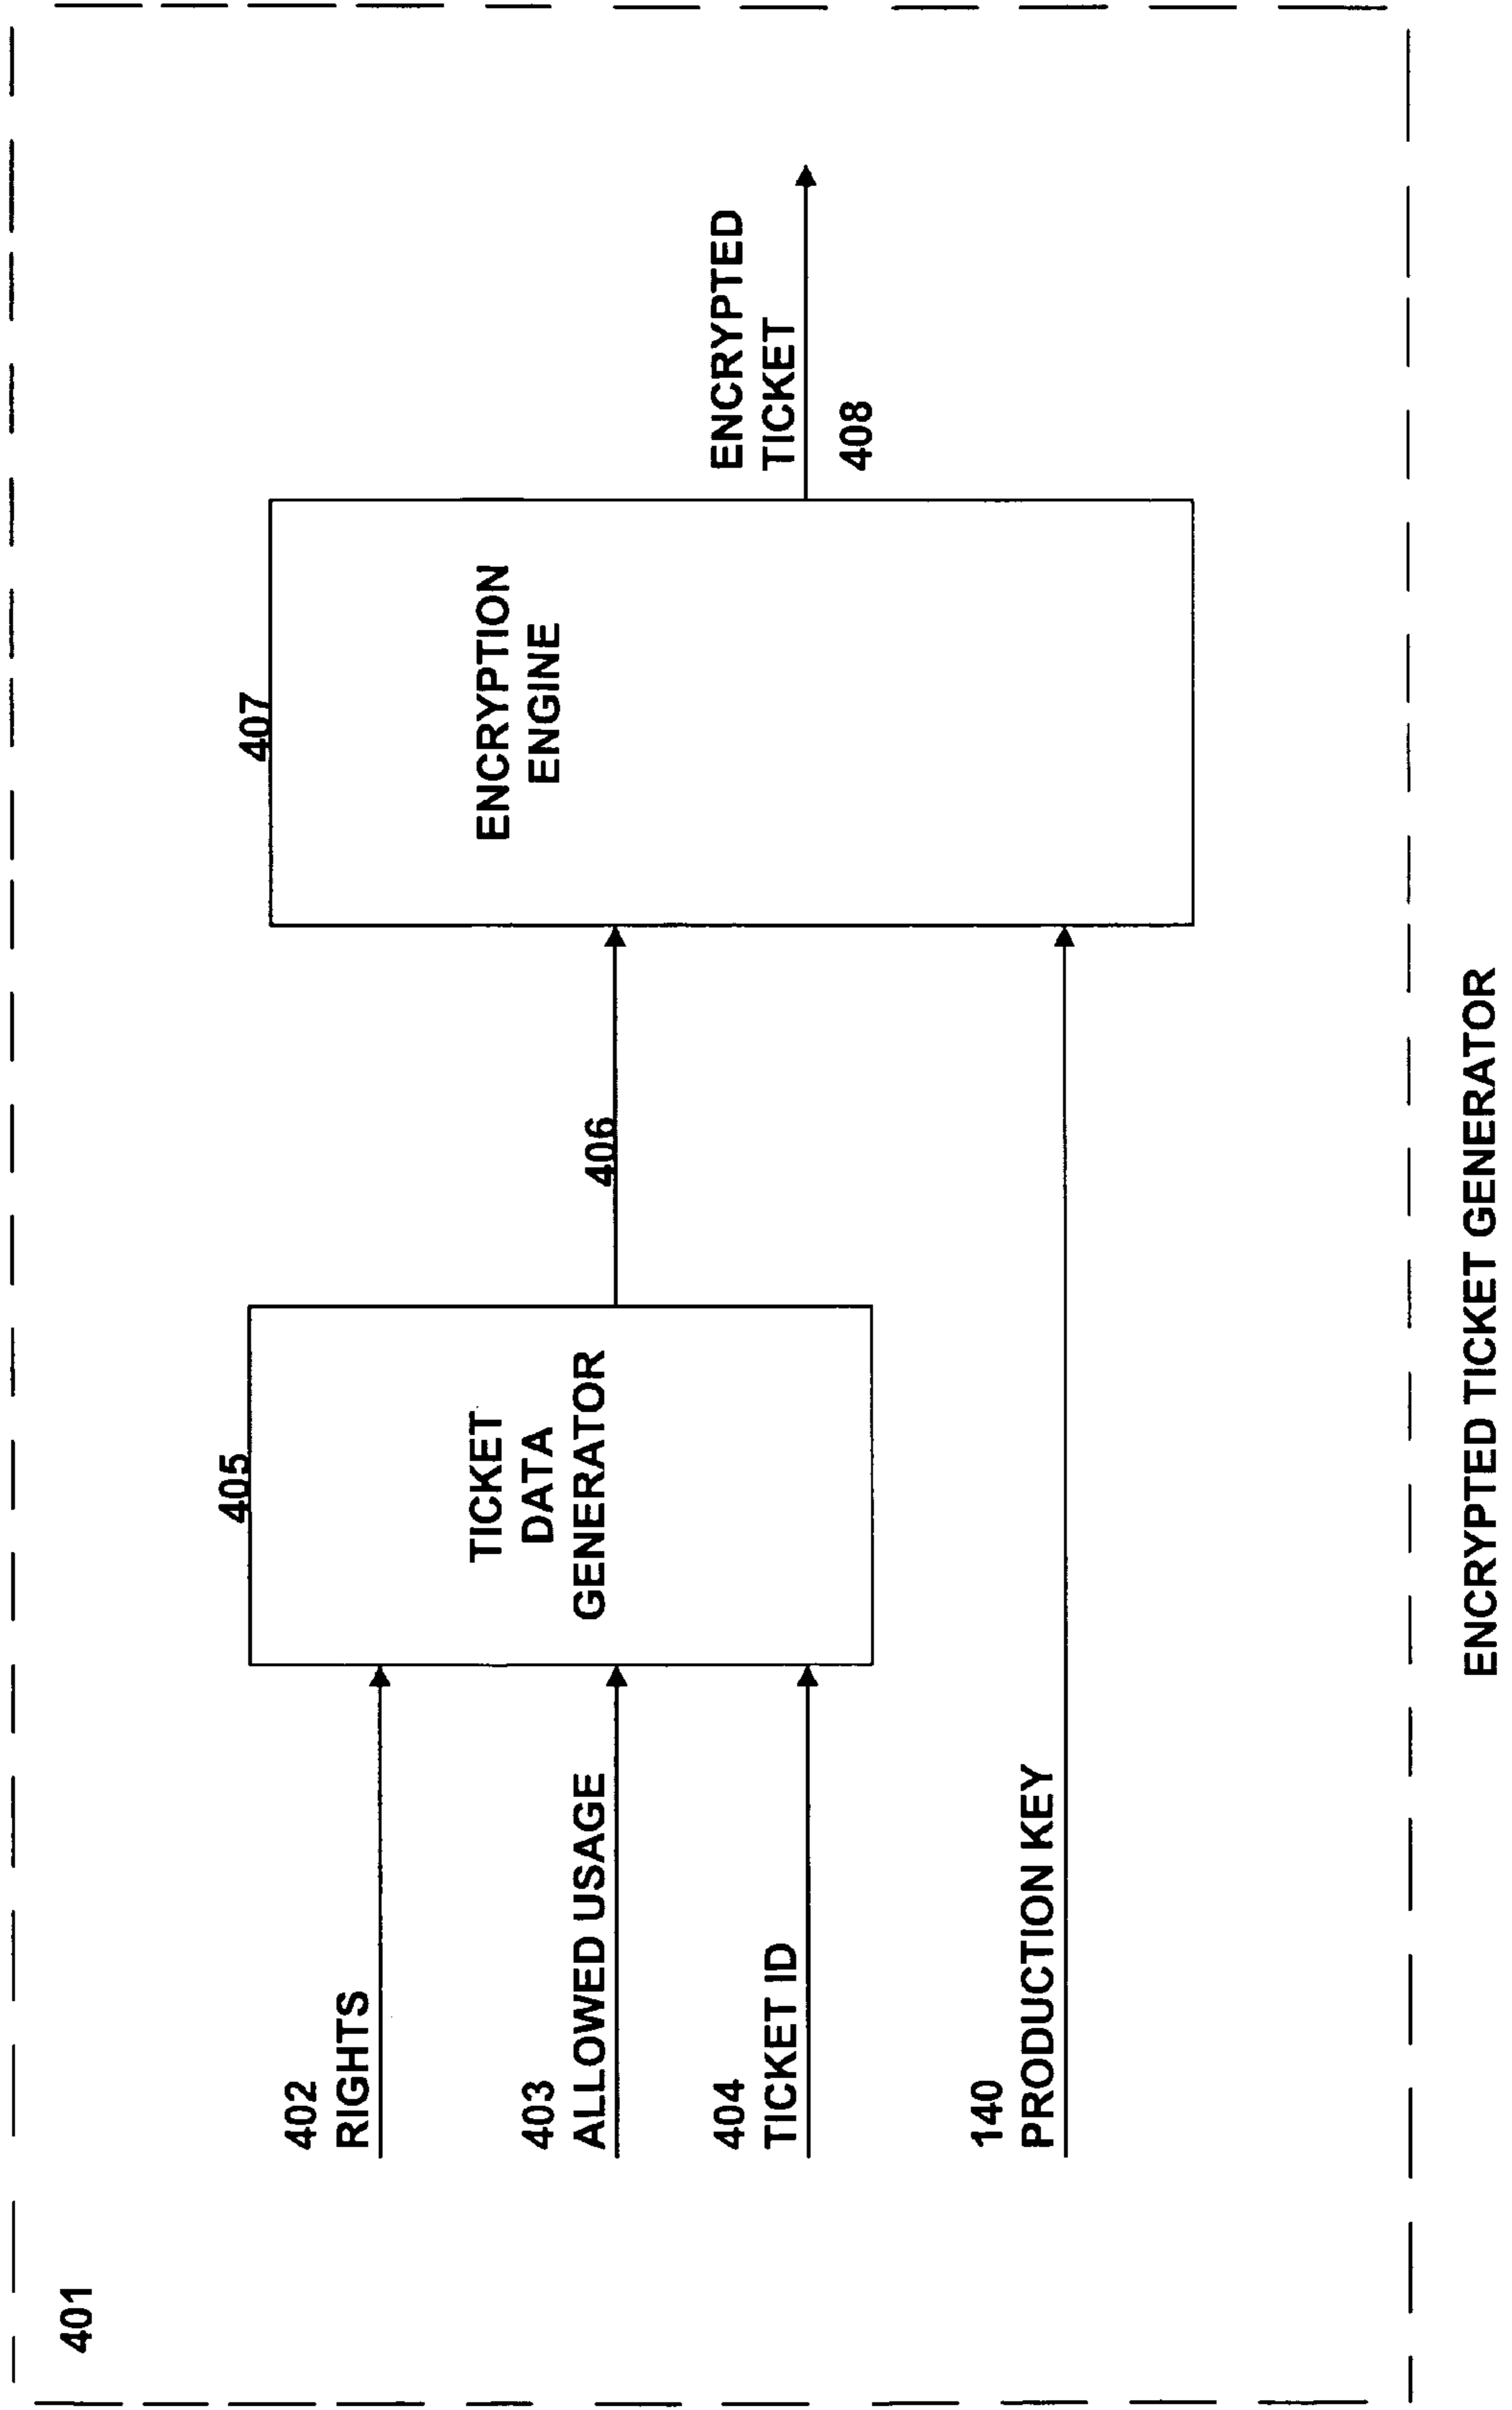 401
402
RIGHTS
403
ALLOWED USAGE
404
TICKET ID
140
PRODUCTION KEY
405
TICKET
DATA
GENERATOR
406
407
ENCRYPTION
ENGINE
ENCRYPTED
TICKET
408
ENCRYPTED TICKET GENERATOR